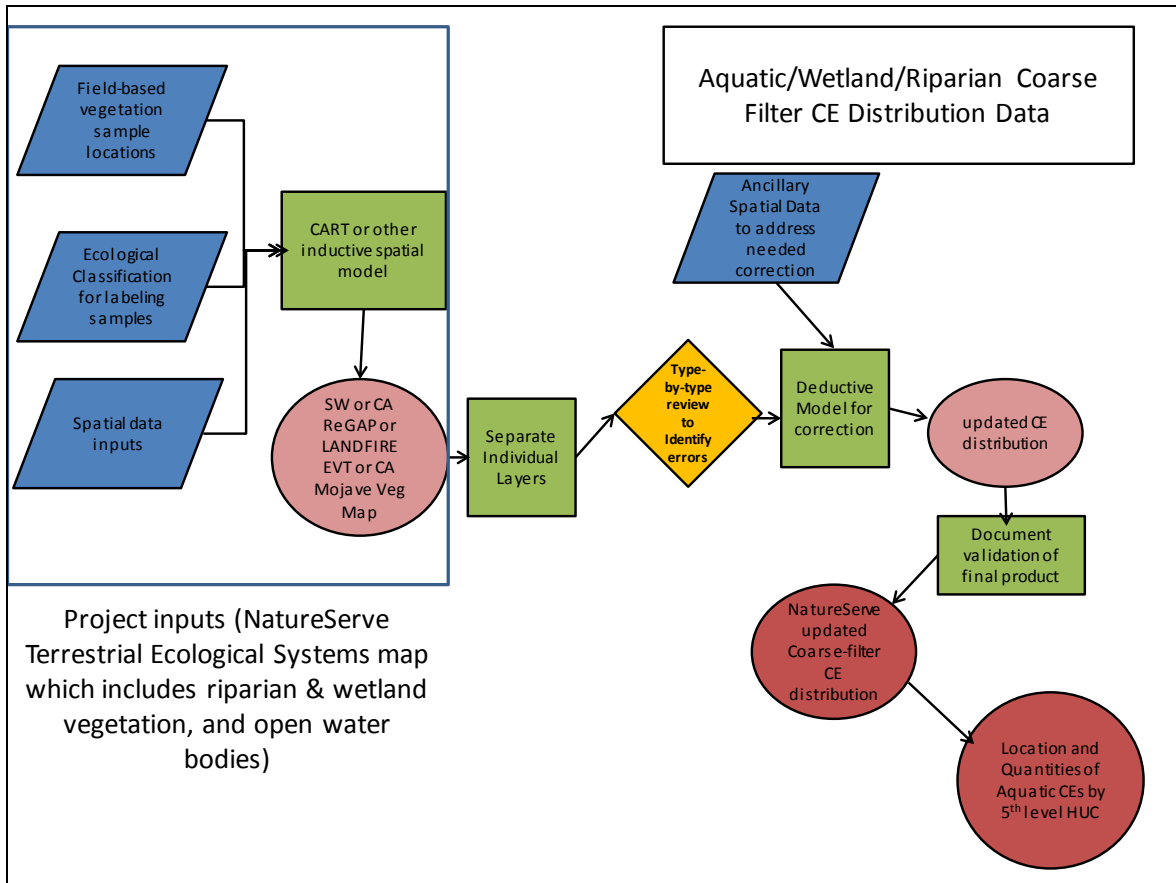 Field-based
vegetation
sample
locations
Ecological
Classification
for labeling
samples
Spatial data
inputs
CART or other
inductive spatial
model
SW or CA
ReGAP or
LANDFIRE
EVT or CA
Mojave Veg
Map
Project inputs (NatureServe
Terrestrial Ecological Systems map
which includes riparian & wetland
vegetation, and open water
bodies)
Separate
Individual
Layers
Type-
by-type
review
to
Identify
errors
Aquatic/Wetland/Riparian Coarse
Filter CE Distribution Data
Ancillary
Spatial Data
to address
needed
correction
Deductive
Model for
correction
updated CE
distribution
Document
validation of
final product
NatureServe
updated
Coarse-filter
CE
distribution
Location and
Quantities of
Aquatic CEs by
5th level HUC